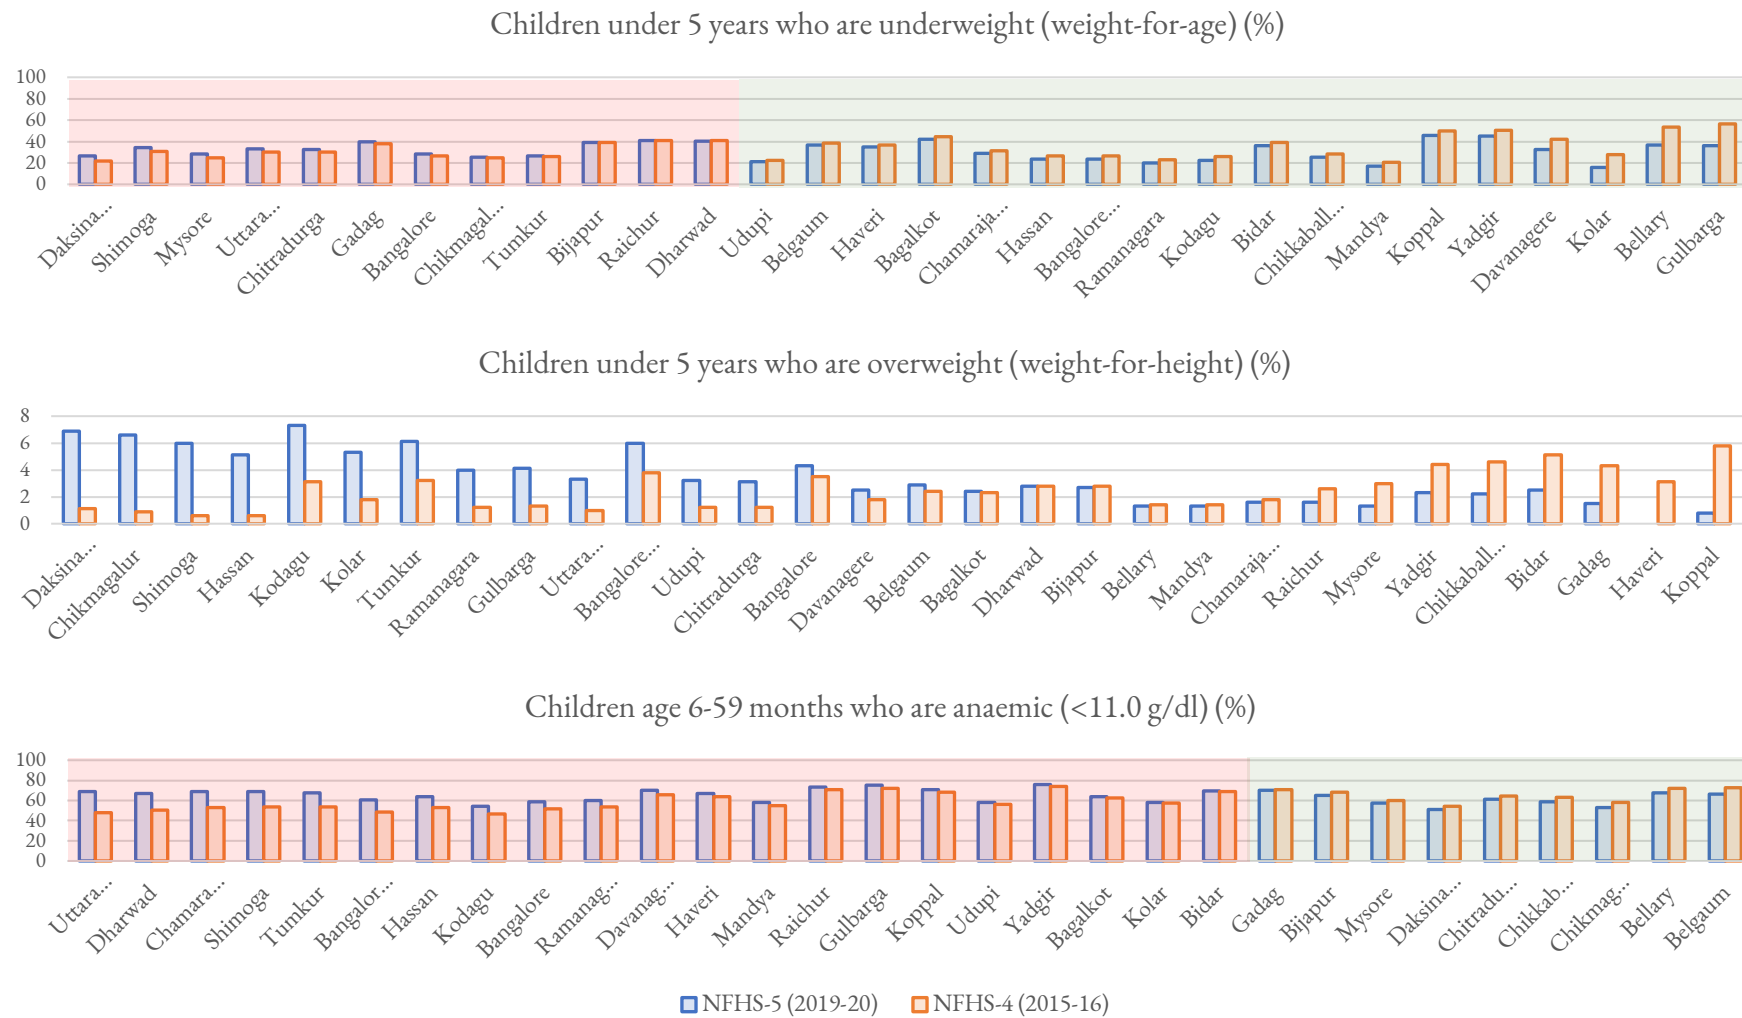 Children under 5 years who are underweight (weight-for-age) (%)
100
80
60
40
20
0
Daksina...
Shimoga
Mysore
Uttara...
Chitradurga
Gadag
Bangalore
Chikmagal...
Tumkur
Bijapur
Raichur
Dharwad
Udupi
Belgaum
Haveri
Bagalkot
Chamaraja...
Hassan
Bangalore...
Ramanagara
Kodagu
Bidar
Chikkaball...
Mandya
Koppal
Yadgir
Davanagere
Kolar
Bellary
Gulbarga
Children under 5 years who are overweight (weight-for-height) (%)
8
6
4
2
0
Daksina...
Chikmagalur
Shimoga
Hassan
Kodagu
Kolar
Tumkur
Ramanagara
Gulbarga
Uttara...
Bangalore...
Udupi
Chitradurga
Bangalore
Davanagere
Belgaum
Bagalkot
Dharwad
Bijapur
Bellary
Mandya
Chamaraja...
Raichur
Mysore
Yadgir
Chikkaball...
Bidar
Gadag
Haveri
Koppal
Children age 6-59 months who are anaemic (<11.0 g/dl) (%)
100
80
60
40
20
0
Uttara...
Dharwad
Chamara...
Shimoga
Tumkur
Bangalor...
Hassan
Kodagu
Bangalore
Ramanag...
Davanag...
Haveri
Mandya
Raichur
Gulbarga
Koppal
Udupi
Yadgir
Bagalkot
Kolar
Bidar
Gadag
Bijapur
Mysore
Daksina...
Chitradu...
Chikkab...
Chikmag...
Bellary
Belgaum
NFHS-5 (2019-20)
NFHS-4 (2015-16)